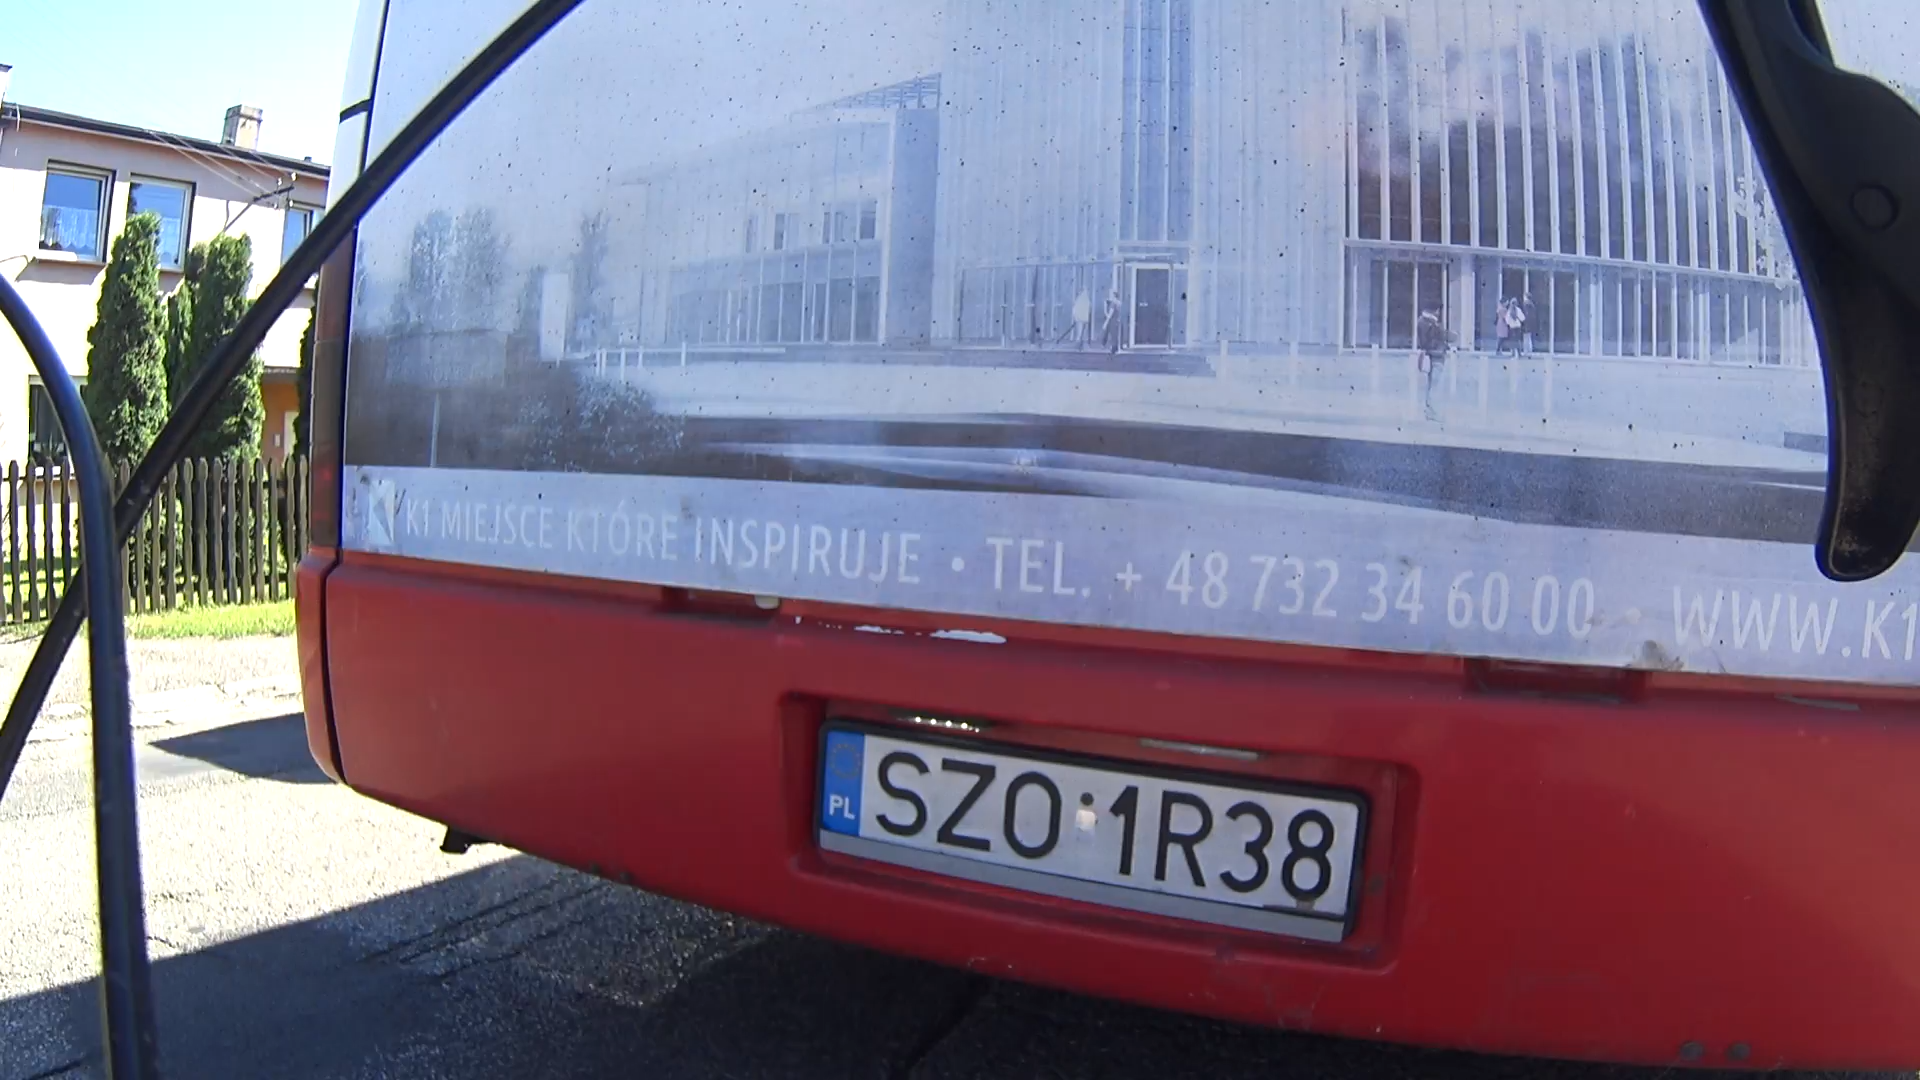 K1 MIEJSCE KTÓRE INSPIRUJE • TEL. + 48 732 34 60 00 • WWW.K1
PL SZO 1R38